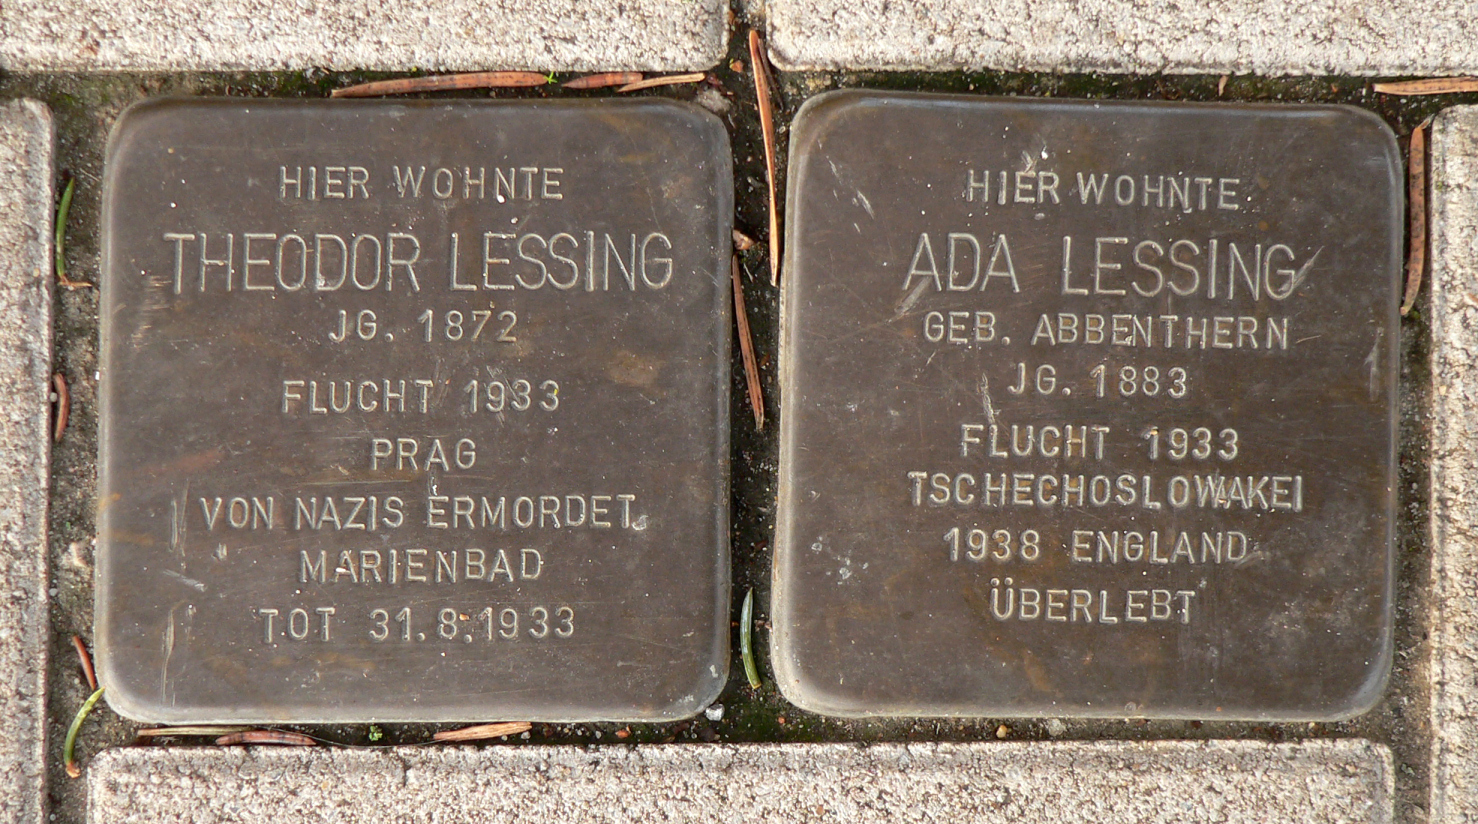 HIER WOHNTE
THEODOR LESSING
JG. 1872
FLUCHT 1933
PRAG
VON NAZIS ERMORDET
MARIENBAD
TOT 31.8.1933
HIER WOHNTE
ADA LESSING
GEB. ABBENTHERN
JG. 1883
FLUCHT 1933
TSCHECHOSLOWAKEI
1938 ENGLAND
ÜBERLEBT